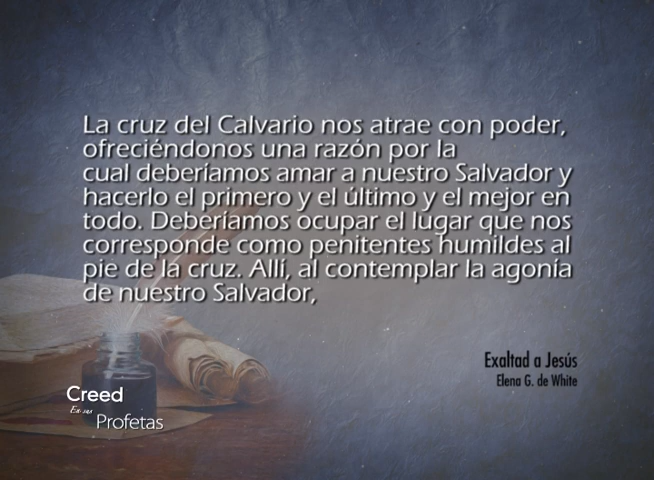 La cruz del Calvario nos atrae con poder,
ofreciéndonos una razón por la
cual deberíamos amar a nuestro Salvador y
hacerlo el primero y el último y el mejor en
todo. Deberíamos ocupar el lugar que nos
corresponde como penitentes humildes al
pie de la cruz. Allí, al contemplar la agonía
de nuestro Salvador,
Exaltad a Jesús
Elena G. de White
Creed
En sus
Profetas